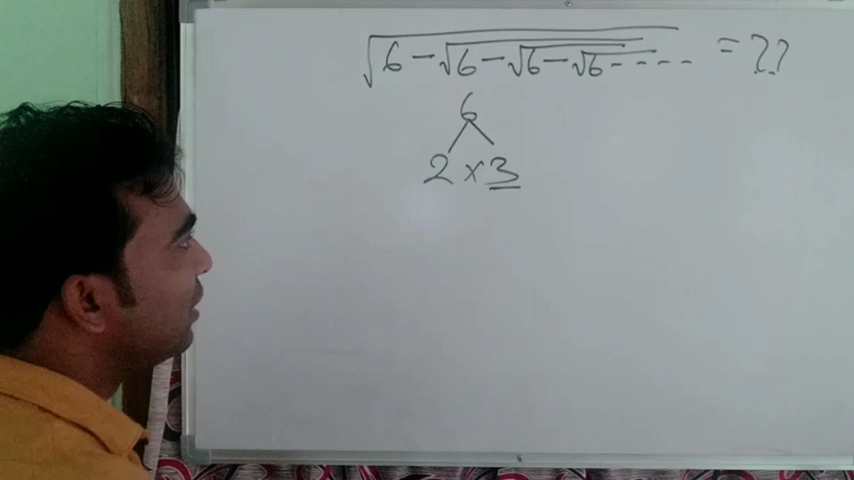 √6-√6-√6-√6---- = ??
6
2 × 3